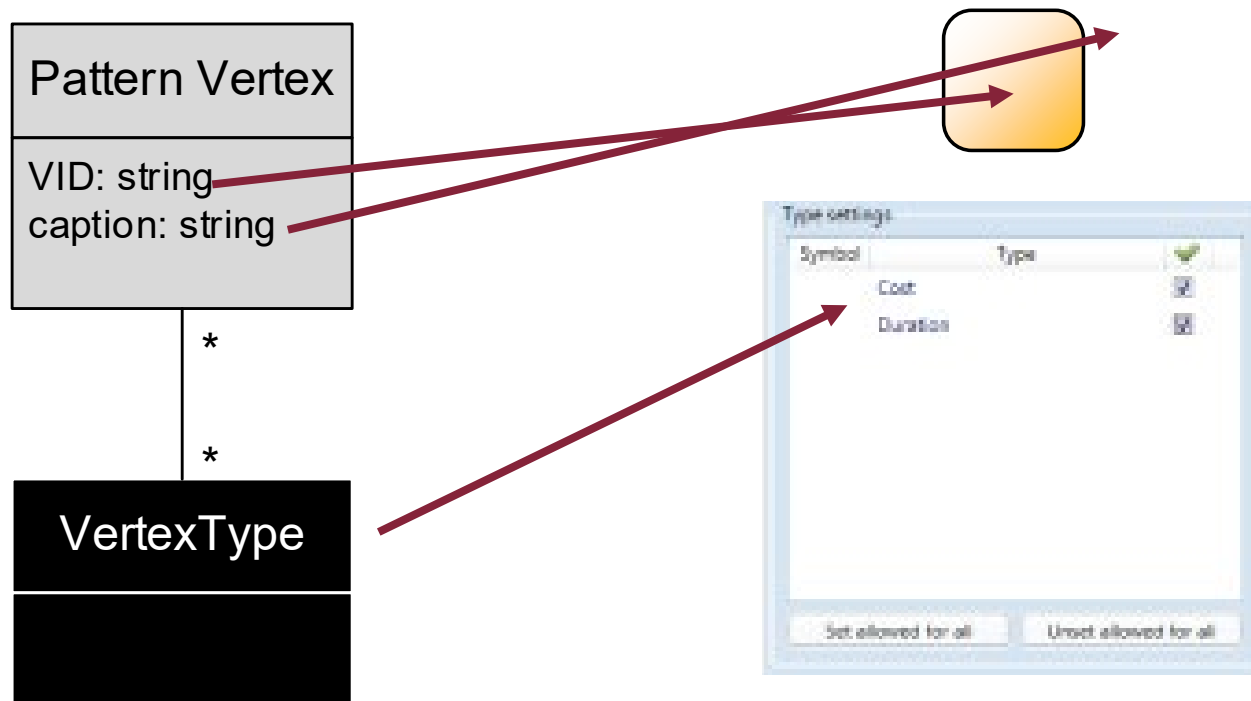 Pattern Vertex
VID: string
caption: string
*
*
VertexType
Type settings
Symbol Type
Cost
Duration
Set allowed for all Unset allowed for all